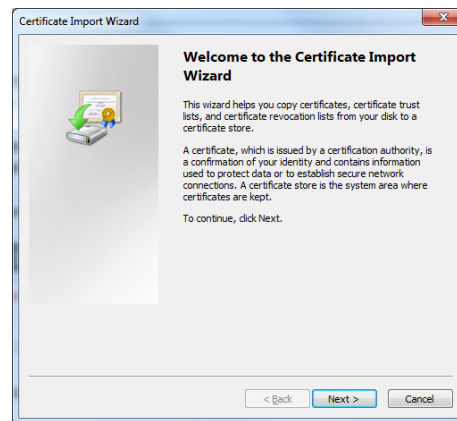 Certificate Import Wizard
Welcome to the Certificate Import
Wizard
This wizard helps you copy certificates, certificate trust
lists, and certificate revocation lists from your disk to a
certificate store.
A certificate, which is issued by a certification authority, is
a confirmation of your identity and contains information
used to protect data or to establish secure network
connections. A certificate store is the system area where
certificates are kept.
To continue, click Next.
< Back Next > Cancel